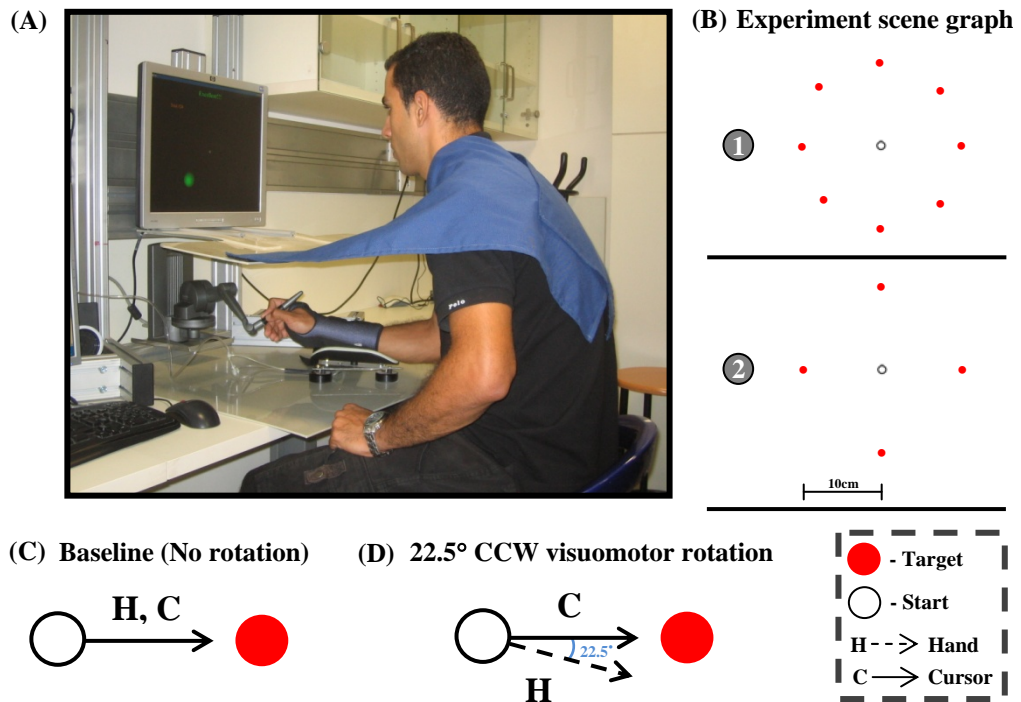 (A)
(B) Experiment scene graph
1
2
10cm
polo
(C) Baseline (No rotation)
H, C
(D) 22.5° CCW visuomotor rotation
C
22.5°
H
- Target
- Start
H Hand
C Cursor